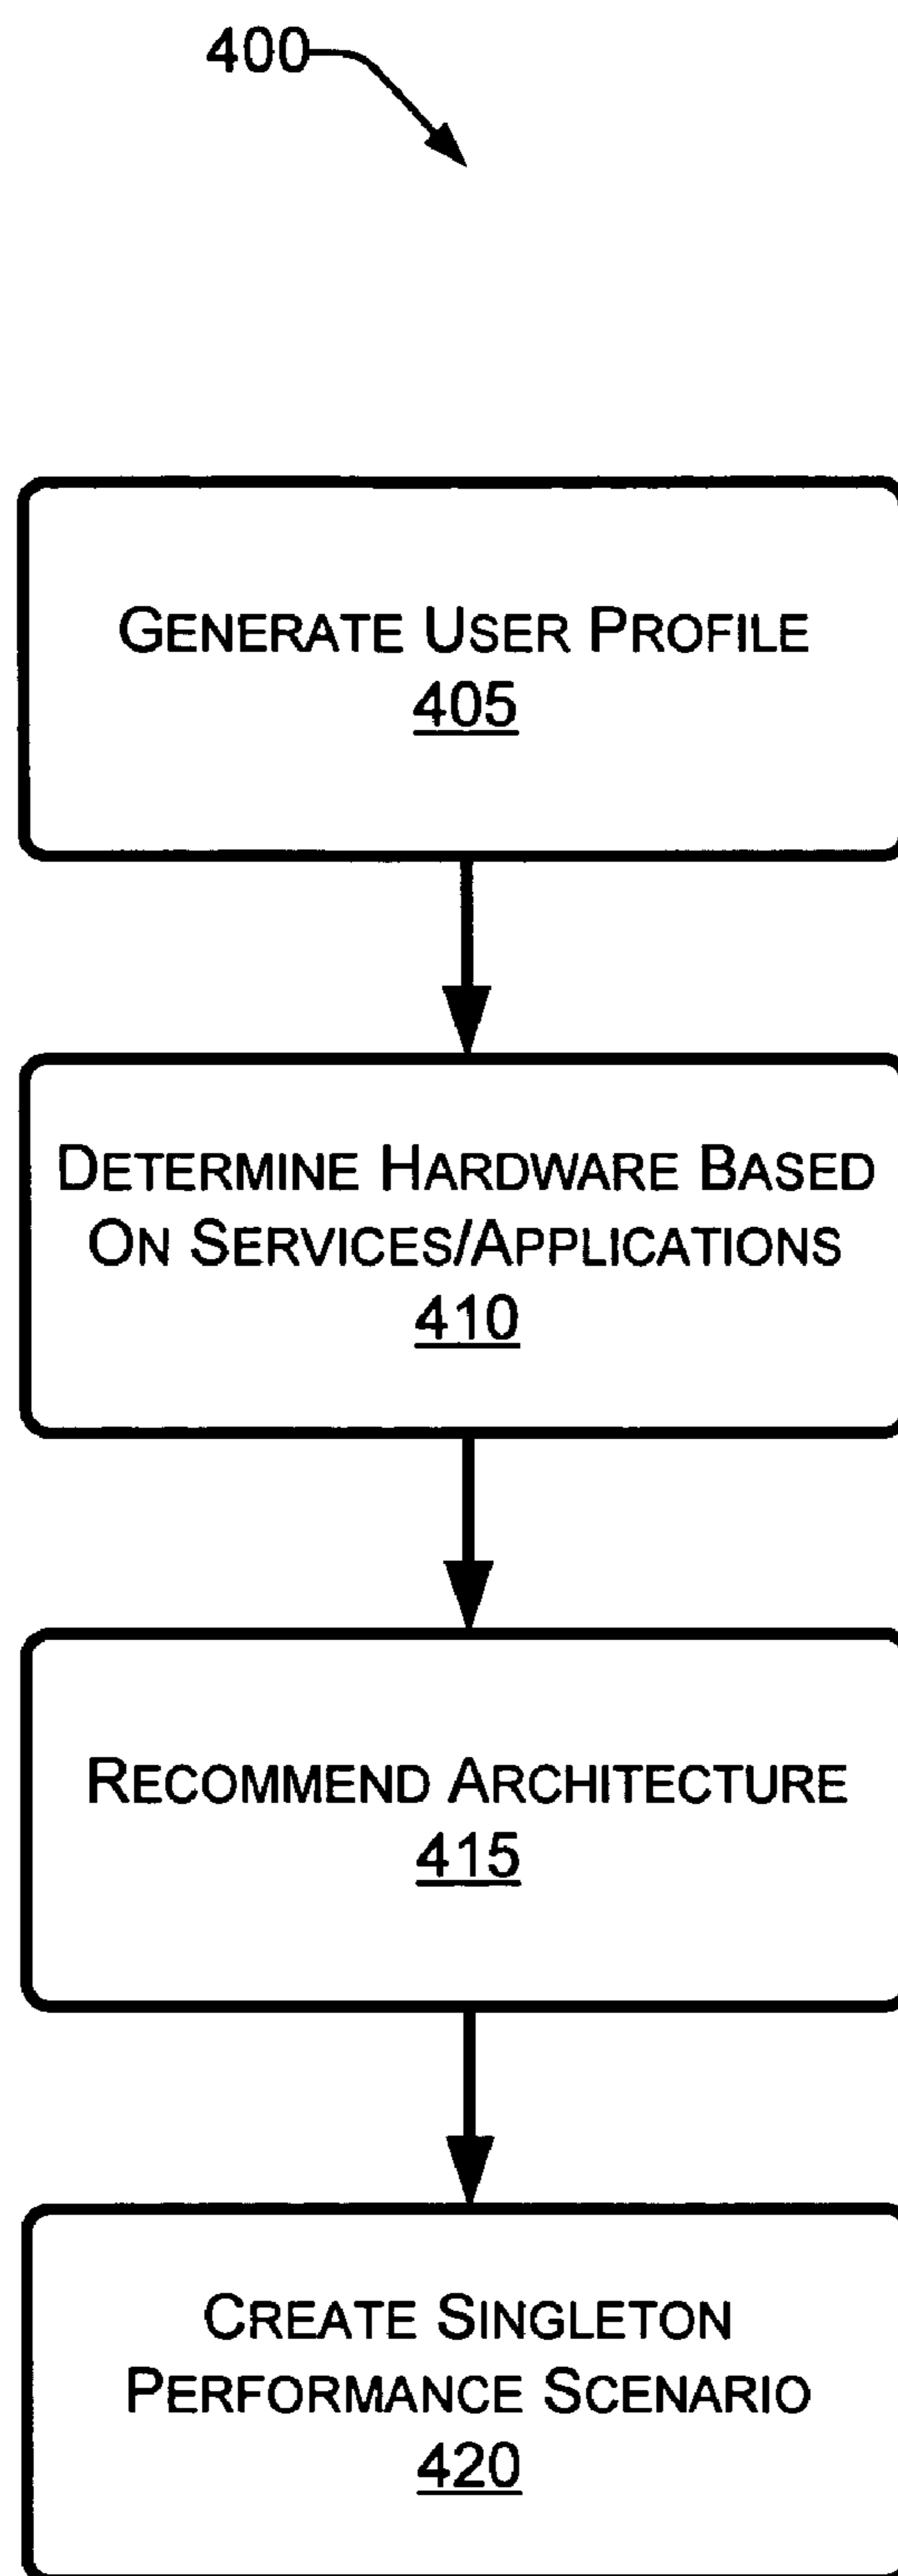 400
GENERATE USER PROFILE
405
DETERMINE HARDWARE BASED
ON SERVICES/APPLICATIONS
410
RECOMMEND ARCHITECTURE
415
CREATE SINGLETON
PERFORMANCE SCENARIO
420